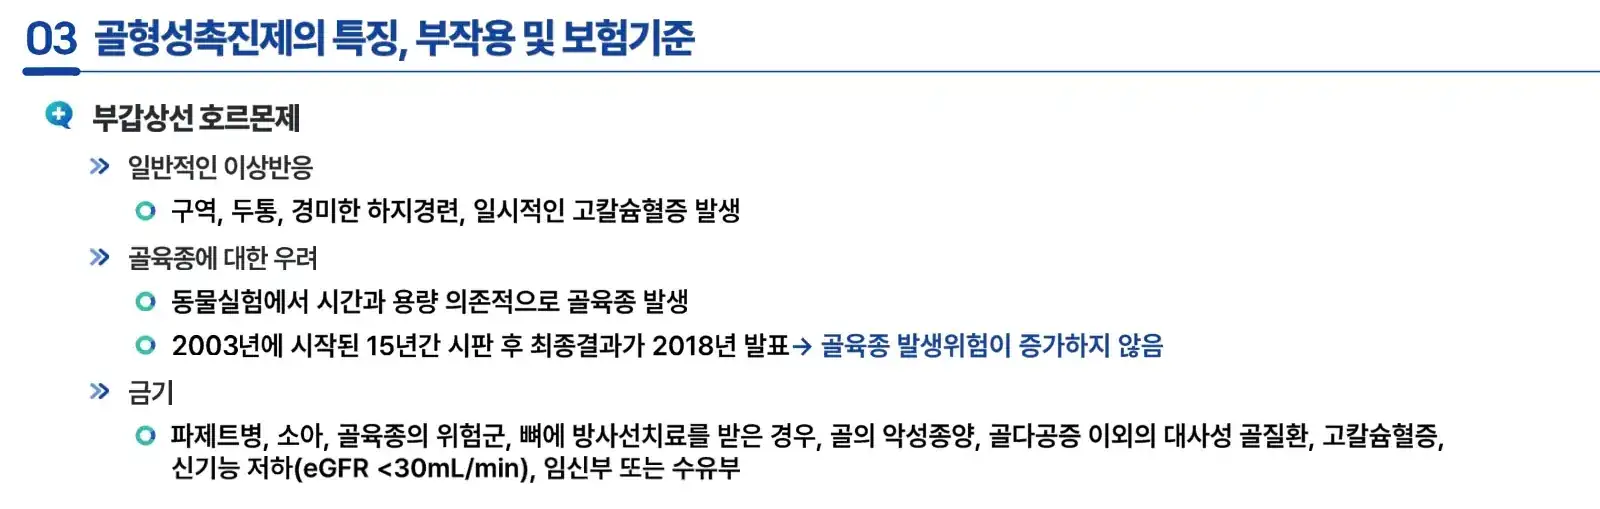 03 골형성촉진제의 특징, 부작용 및 보험기준
부갑상선 호르몬제
일반적인 이상반응
구역, 두통, 경미한 하지경련, 일시적인 고칼슘혈증 발생
골육종에 대한 우려
동물실험에서 시간과 용량 의존적으로 골육종 발생
2003년에 시작된 15년간 시판 후 최종결과가 2018년 발표→ 골육종 발생위험이 증가하지 않음
금기
파제트병, 소아, 골육종의 위험군, 뼈에 방사선치료를 받은 경우, 골의 악성종양, 골다공증 이외의 대사성 골질환, 고칼슘혈증,
신기능 저하(eGFR <30mL/min), 임신부 또는 수유부